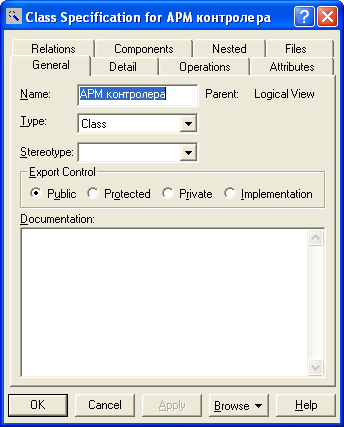 Class Specification for АРМ контролера
Relations Components Nested Files
General Detail Operations Attributes
Name: АРМ контролера Parent: Logical View
Type: Class
Stereotype:
Export Control
Public Protected Private Implementation
Documentation:
OK Cancel Apply Browse Help